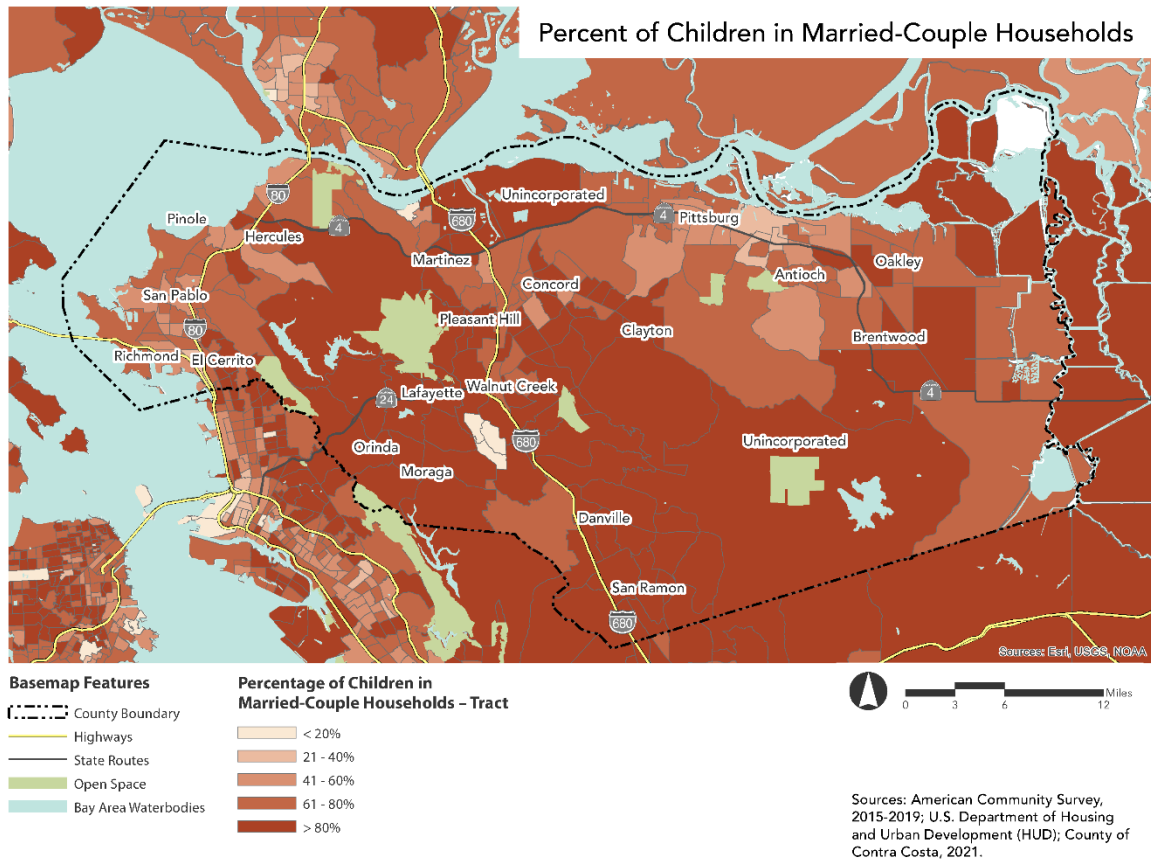 Percent of Children in Married-Couple Households
80
Unincorporated
680
Pinole
4
Pittsburg
Hercules
4
Martinez
Oakley
Antioch
Concord
San Pablo
Pleasant Hill
80
Clayton
Brentwood
Richmond
El Cerrito
Walnut Creek
Lafayette
4
24
680
Unincorporated
Orinda
Moraga
Danville
San Ramon
680
Sources: Esri, USGS, NOAA
Basemap Features
County Boundary
Highways
State Routes
Open Space
Bay Area Waterbodies
Percentage of Children in
Married-Couple Households – Tract
< 20%
21 - 40%
41 - 60%
61 - 80%
> 80%
Miles
0 3 6 12
Sources: American Community Survey,
2015-2019; U.S. Department of Housing
and Urban Development (HUD); County of
Contra Costa, 2021.